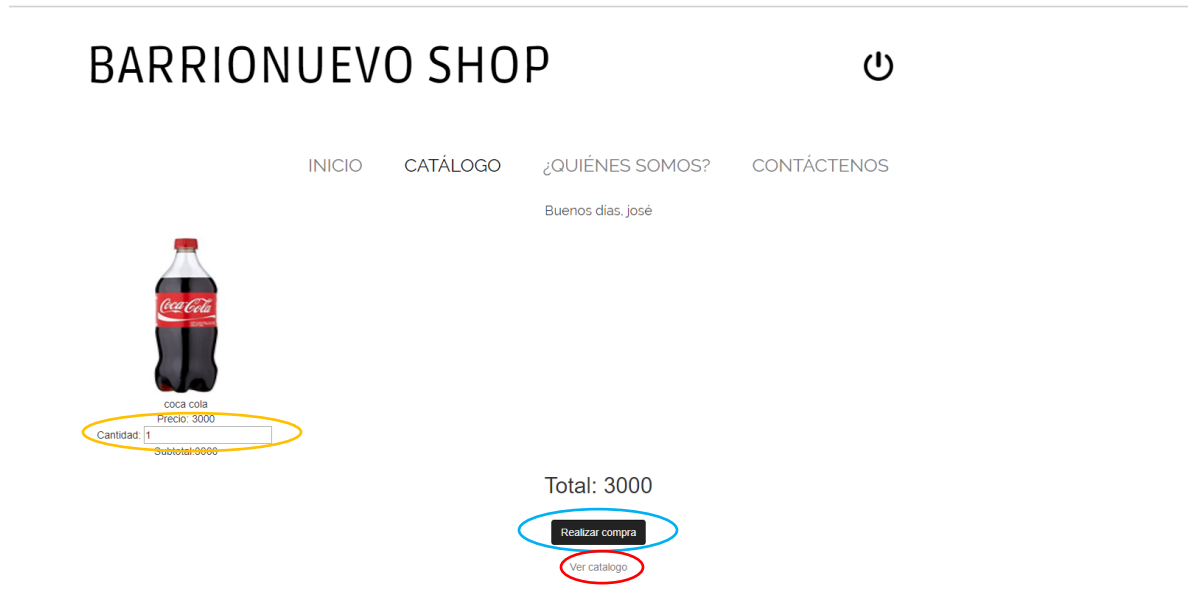 BARRIONUEVO SHOP
INICIO CATÁLOGO ¿QUIÉNES SOMOS? CONTÁCTENOS
Buenos días, josé
Coca-Cola
coca cola
Precio: 3000
Cantidad: 1
Subtotal:3000
Total: 3000
Realizar compra
Ver catalogo